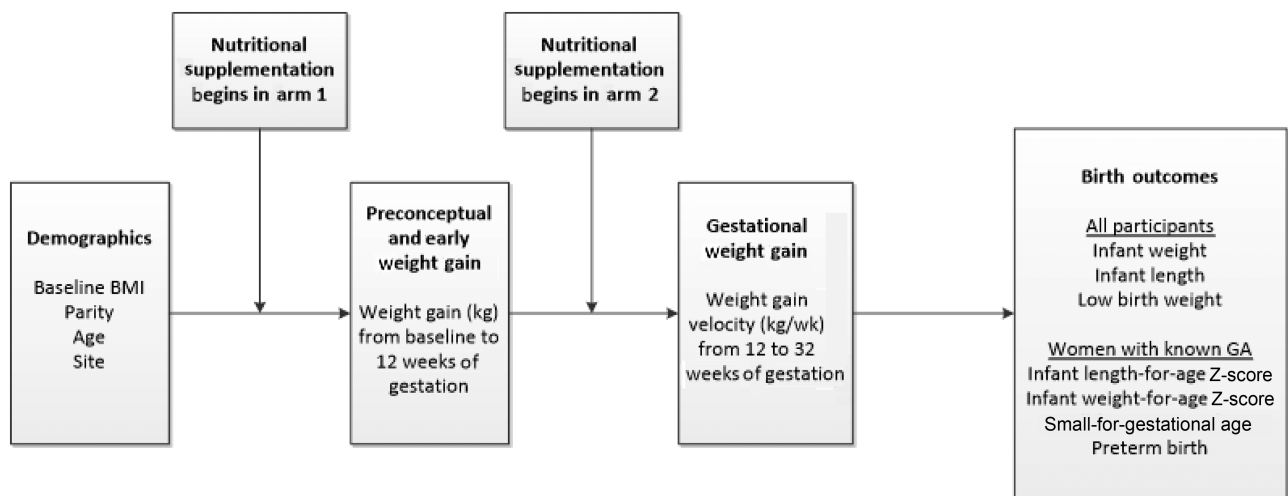 Nutritional
supplementation
begins in arm 1
Nutritional
supplementation
begins in arm 2
Demographics
Baseline BMI
Parity
Age
Site
Preconceptual
and early
weight gain
Weight gain (kg)
from baseline to
12 weeks of
gestation
Gestational
weight gain
Weight gain
velocity (kg/wk)
from 12 to 32
weeks of gestation
Birth outcomes
All participants
Infant weight
Infant length
Low birth weight
Women with known GA
Infant length-for-age Z-score
Infant weight-for-age Z-score
Small-for-gestational age
Preterm birth